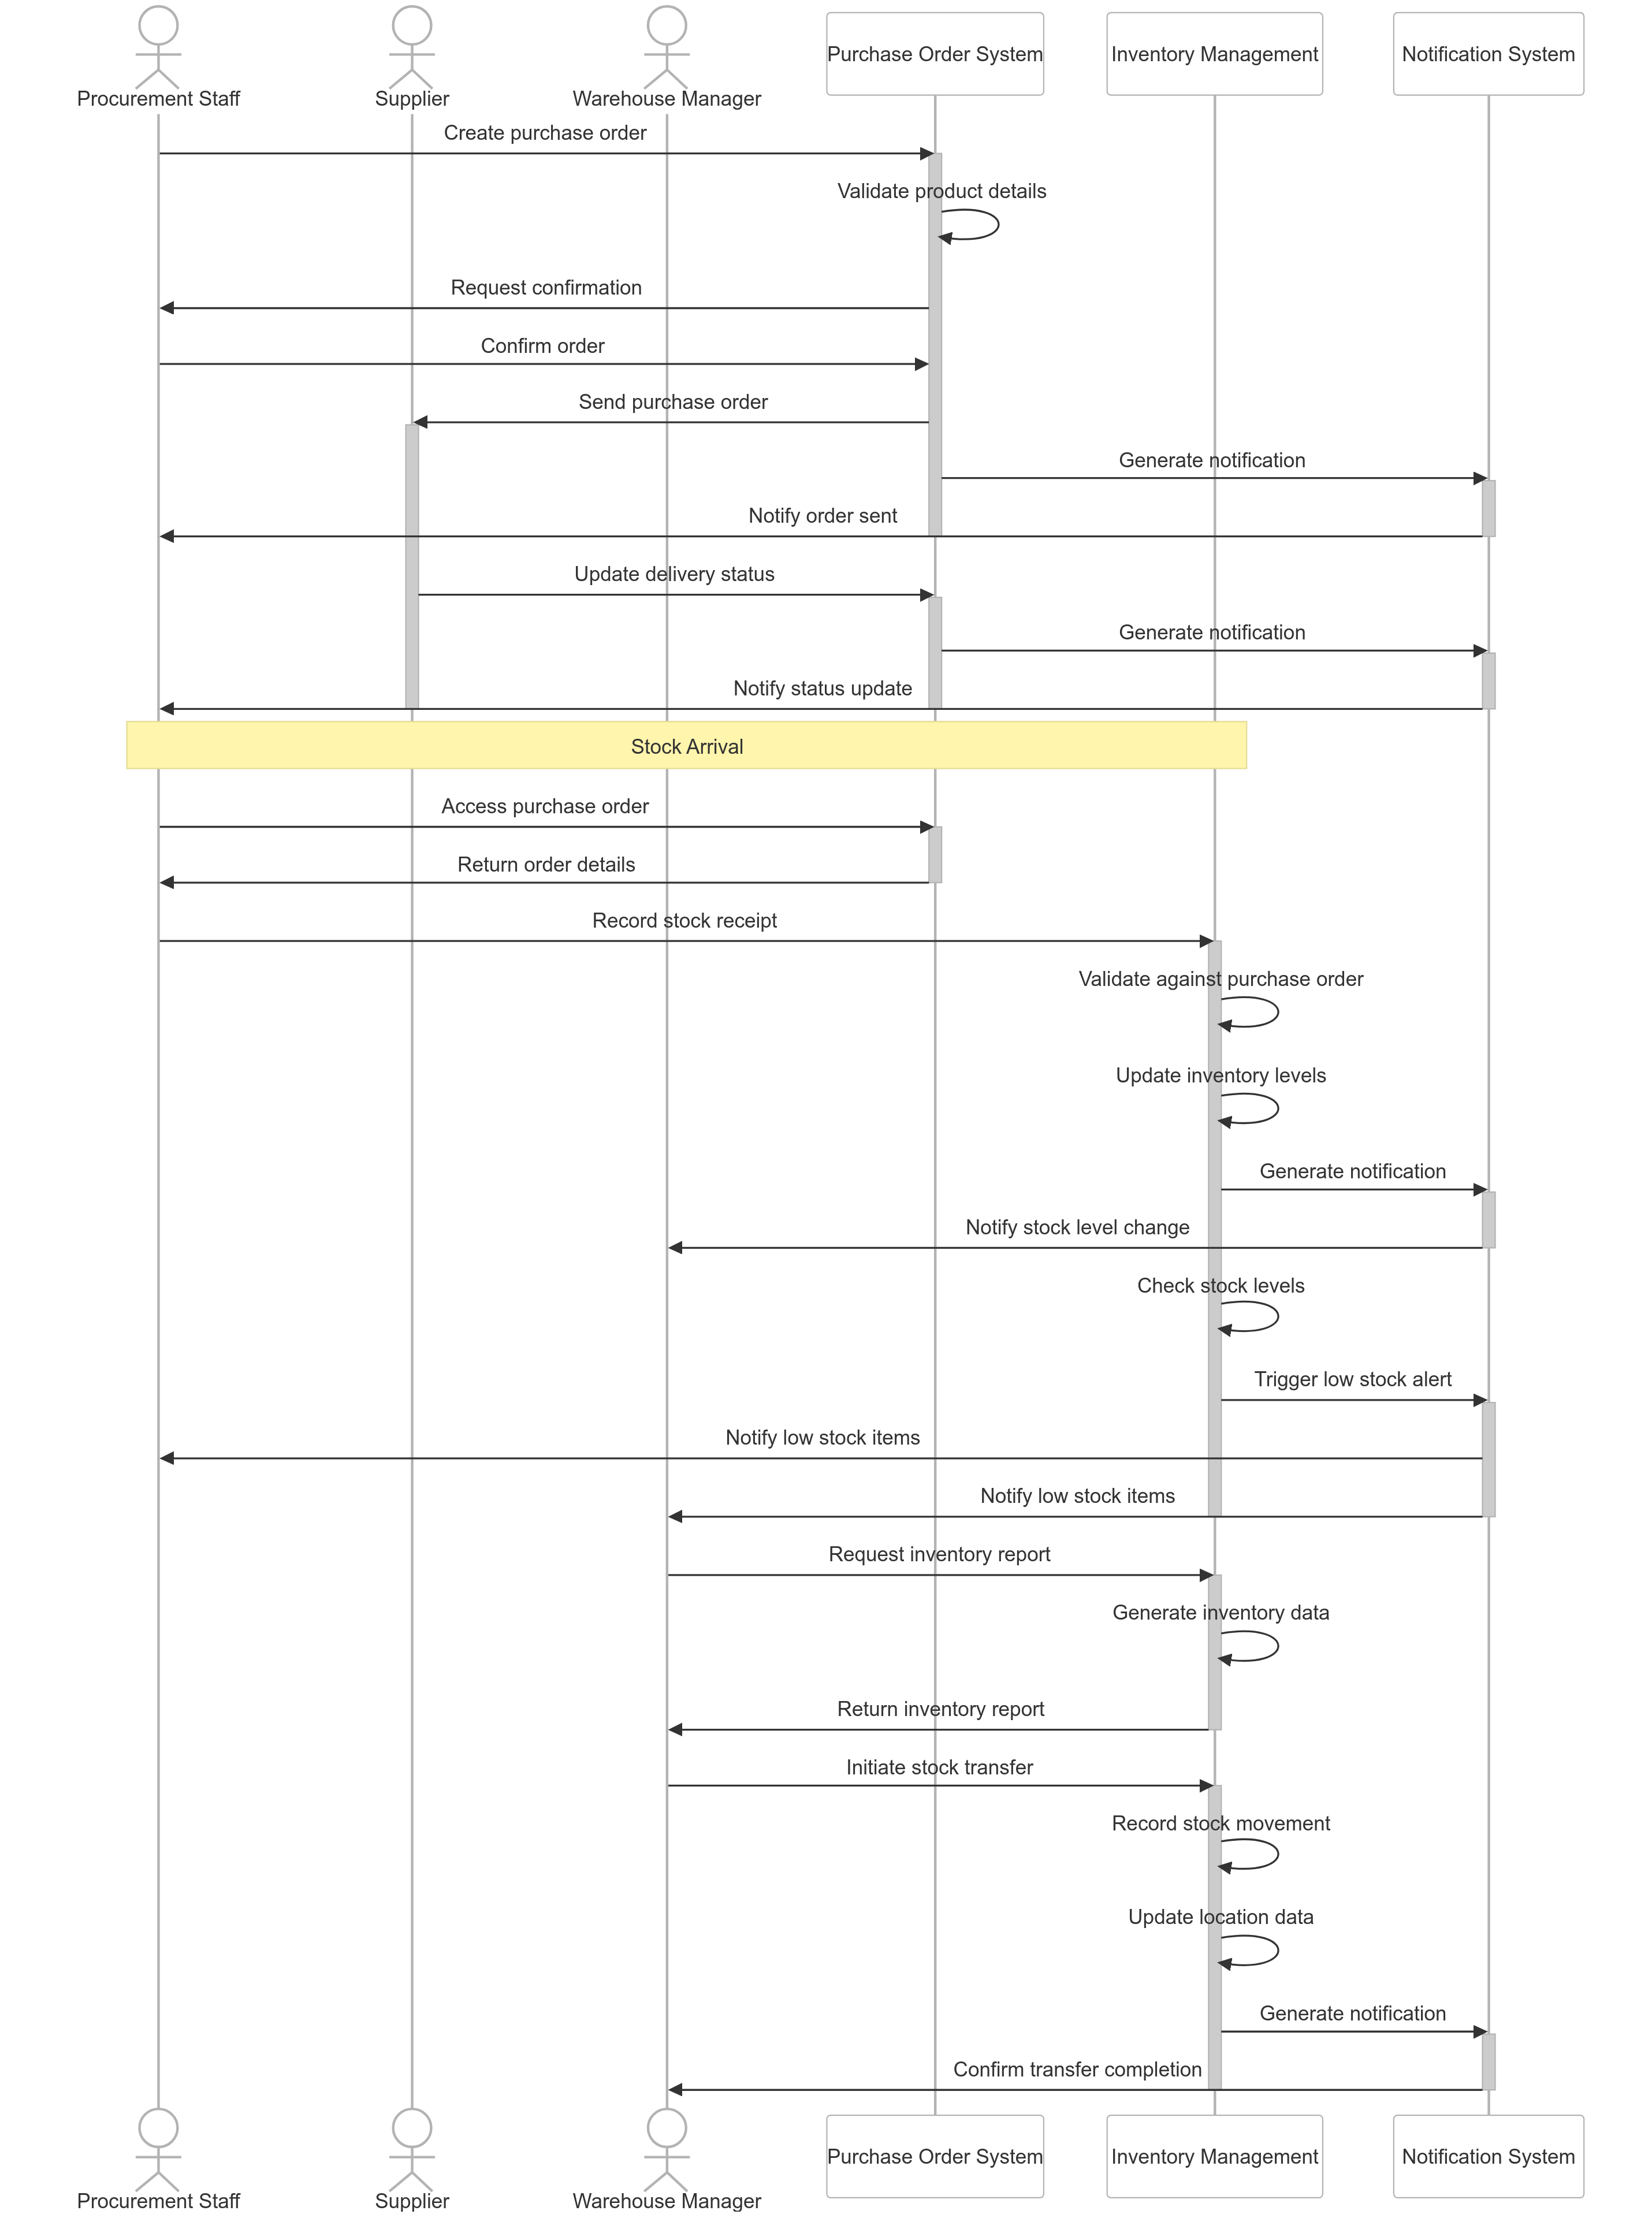 Procurement Staff
Supplier
Warehouse Manager
Purchase Order System
Inventory Management
Notification System
Create purchase order
Validate product details
Request confirmation
Confirm order
Send purchase order
Generate notification
Notify order sent
Update delivery status
Generate notification
Notify status update
Stock Arrival
Access purchase order
Return order details
Record stock receipt
Validate against purchase order
Update inventory levels
Generate notification
Notify stock level change
Check stock levels
Trigger low stock alert
Notify low stock items
Notify low stock items
Request inventory report
Generate inventory data
Return inventory report
Initiate stock transfer
Record stock movement
Update location data
Generate notification
Confirm transfer completion
Procurement Staff
Supplier
Warehouse Manager
Purchase Order System
Inventory Management
Notification System